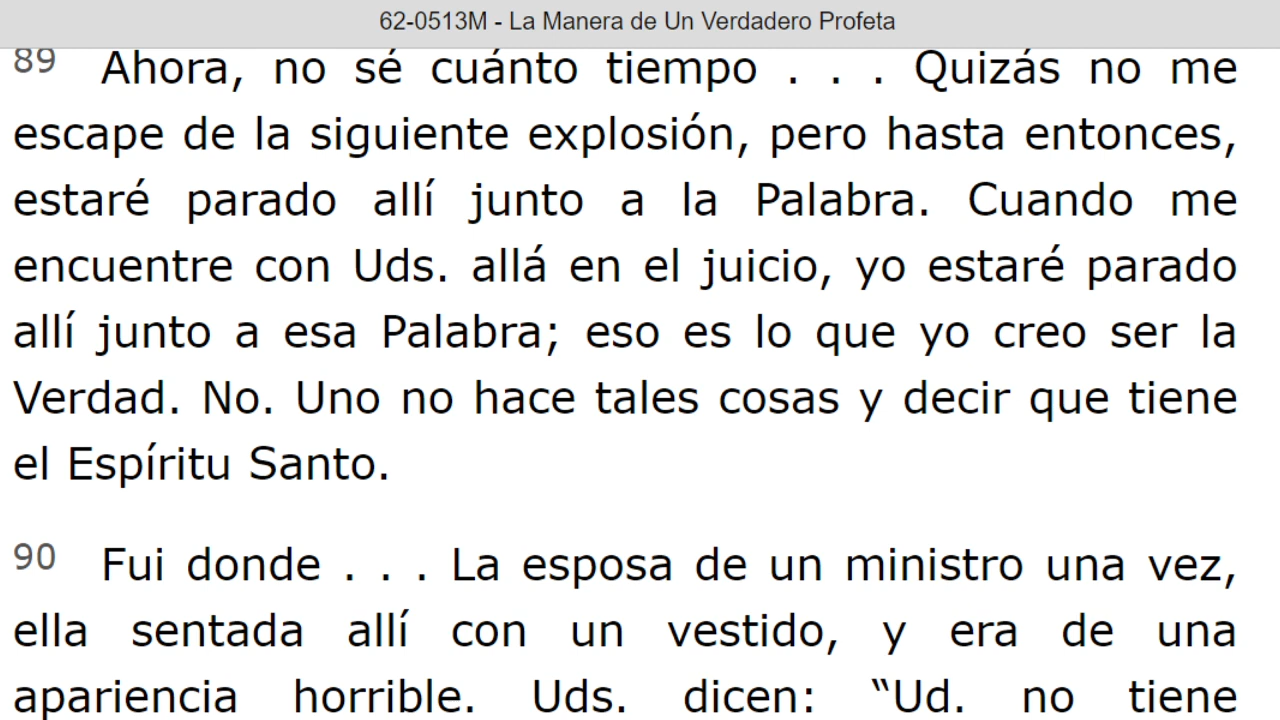 62-0513M - La Manera de Un Verdadero Profeta
89 Ahora, no sé cuánto tiempo . . . Quizás no me
escape de la siguiente explosión, pero hasta entonces,
estaré parado allí junto a la Palabra. Cuando me
encuentre con Uds. allá en el juicio, yo estaré parado
allí junto a esa Palabra; eso es lo que yo creo ser la
Verdad. No. Uno no hace tales cosas y decir que tiene
el Espíritu Santo.
90 Fui donde . . . La esposa de un ministro una vez,
ella sentada allí con un vestido, y era de una
apariencia horrible. Uds. dicen: “Ud. no tiene